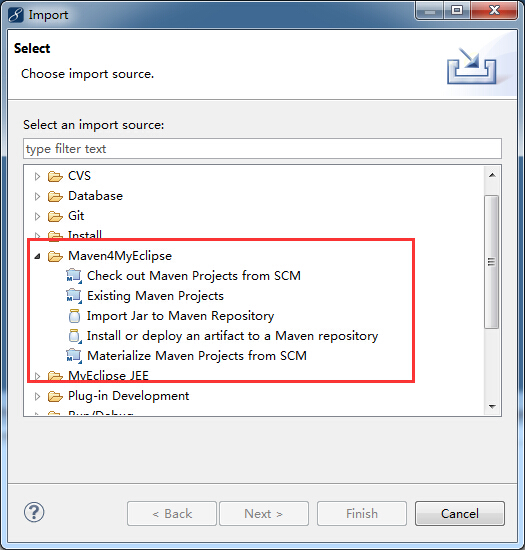 Import
Select
Choose import source.
Select an import source:
type filter text
CVS
Database
Git
Install
Maven4MyEclipse
Check out Maven Projects from SCM
Existing Maven Projects
Import Jar to Maven Repository
Install or deploy an artifact to a Maven repository
Materialize Maven Projects from SCM
MyEclipse JEE
Plug-in Development
Run/Debug
?
< Back Next > Finish Cancel